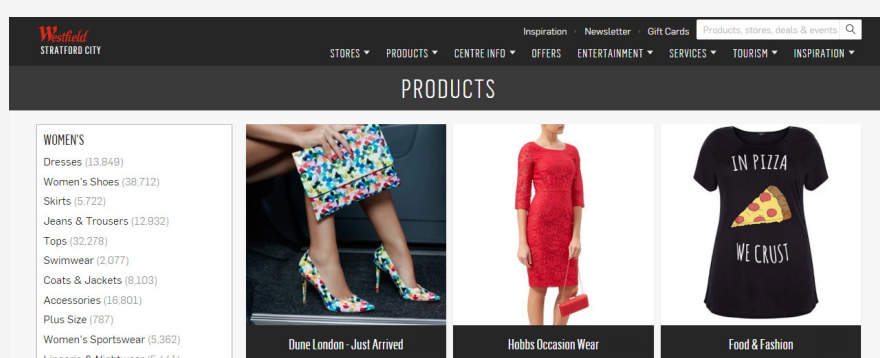 Westfield
STRATFORD CITY
Inspiration · Newsletter · Gift Cards
Products, stores, deals & events
STORES PRODUCTS CENTRE INFO OFFERS ENTERTAINMENT SERVICES TOURISM INSPIRATION
PRODUCTS
WOMEN'S
Dresses (13,849)
Women's Shoes (38,712)
Skirts (5,722)
Jeans & Trousers (12,932)
Tops (32,278)
Swimwear (2,077)
Coats & Jackets (8,103)
Accessories (16,801)
Plus Size (787)
Women's Sportswear (5,362)
IN PIZZA
WE CRUST
Dune London - Just Arrived
Hobbs Occasion Wear
Food & Fashion